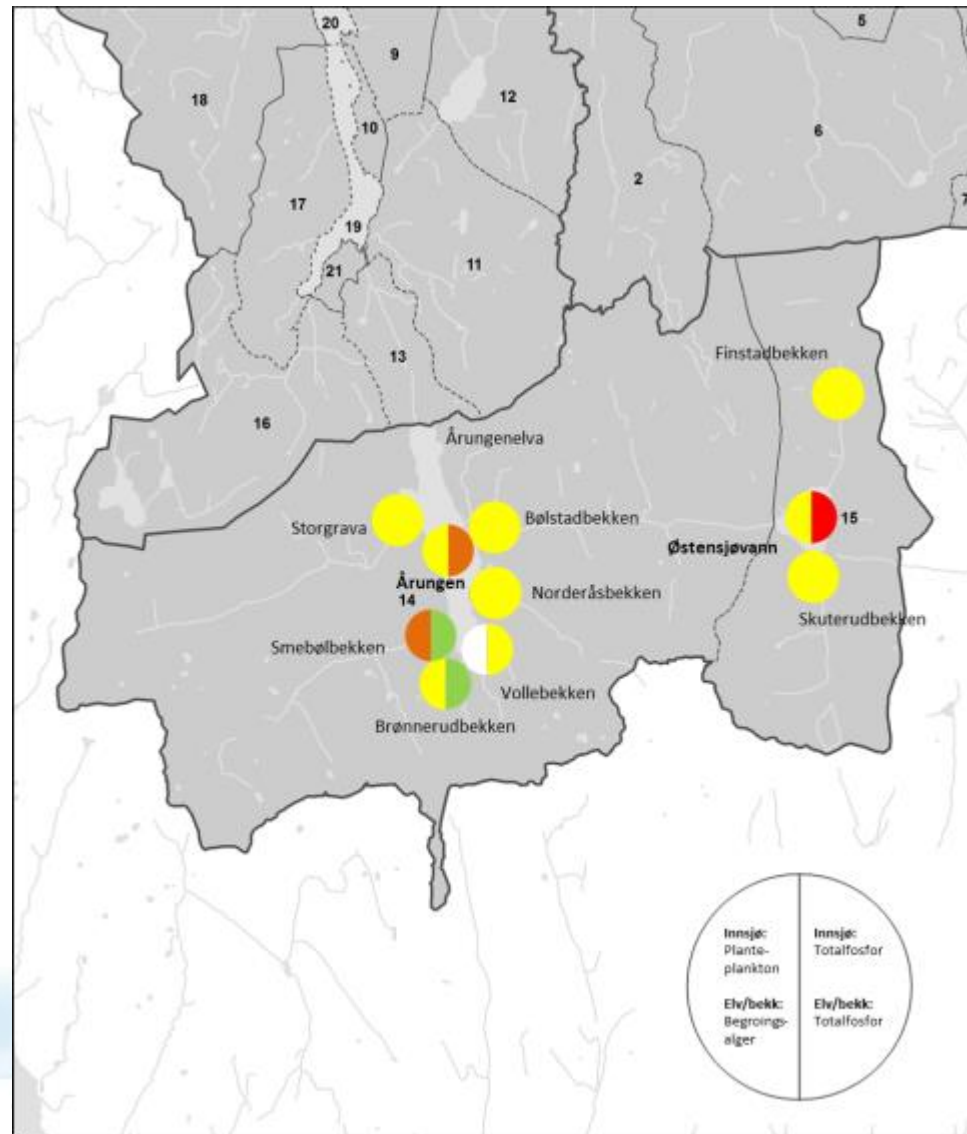 20
5
9
18
12
10
6
2
7
17
19
11
21
13
Finstadbekken
16
Årungenelva
Storgrava
Bølstadbekken
15
Østensjøvann
Årungen
14
Norderåsbekken
Skuterudbekken
Smebølbekken
Vollebekken
Brønnerudbekken
Innsjø:
Plante-
plankton
Elv/bekk:
Begroings-
alger
Innsjø:
Totalfosfor
Elv/bekk:
Totalfosfor